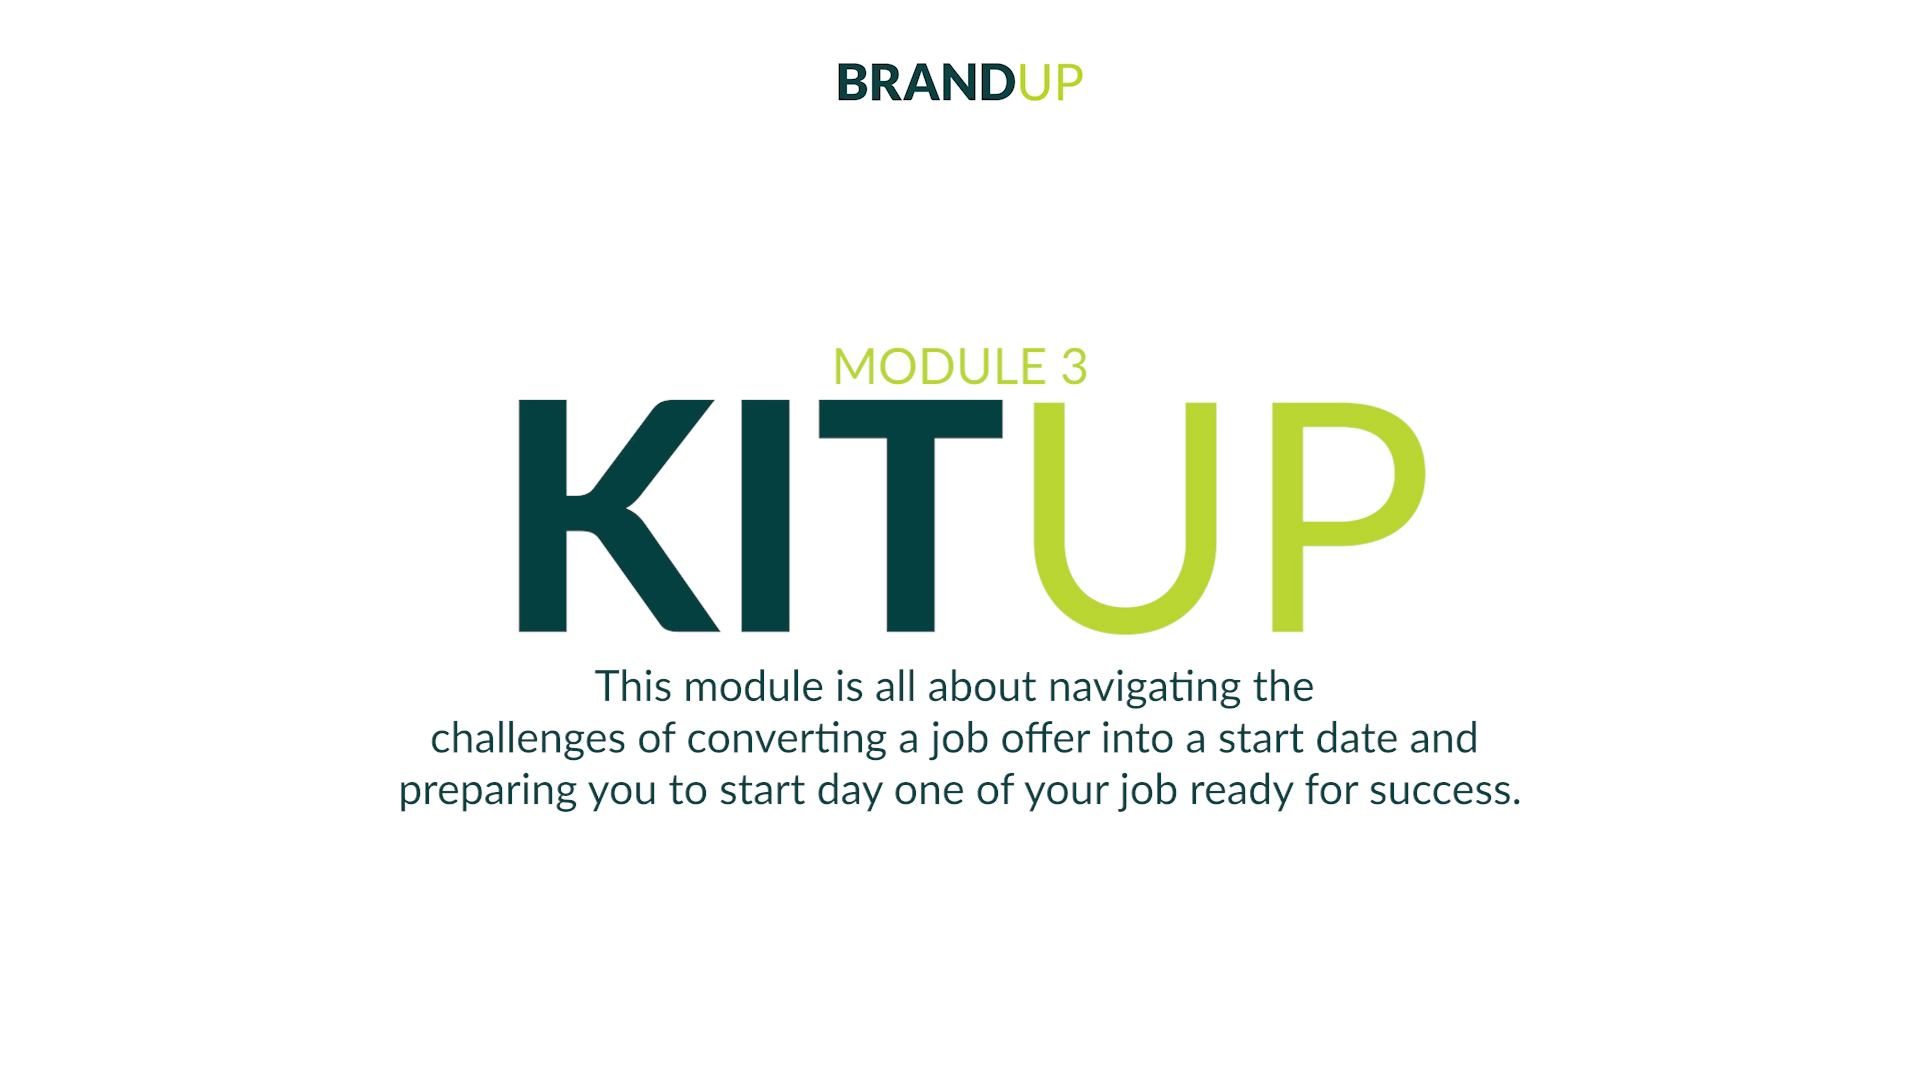 BRANDUP
MODULE 3
KITUP
This module is all about navigating the
challenges of converting a job offer into a start date and
preparing you to start day one of your job ready for success.